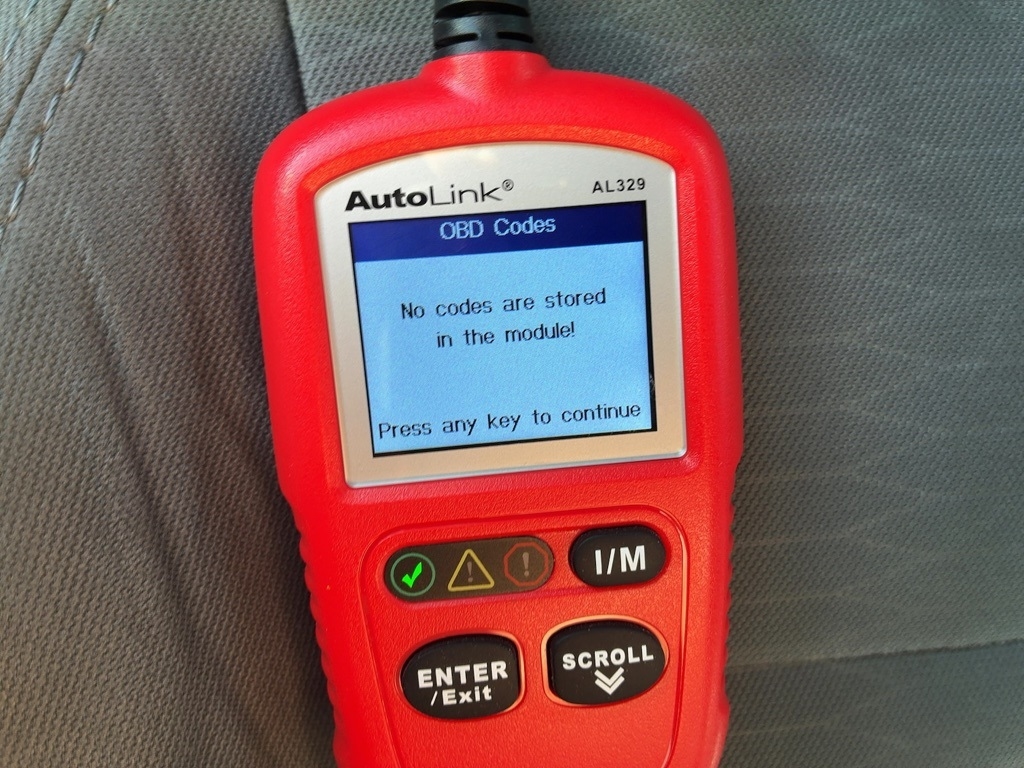 AutoLink® AL329
OBD Codes
No codes are stored
in the module!
Press any key to continue
I/M
ENTER
/Exit
SCROLL